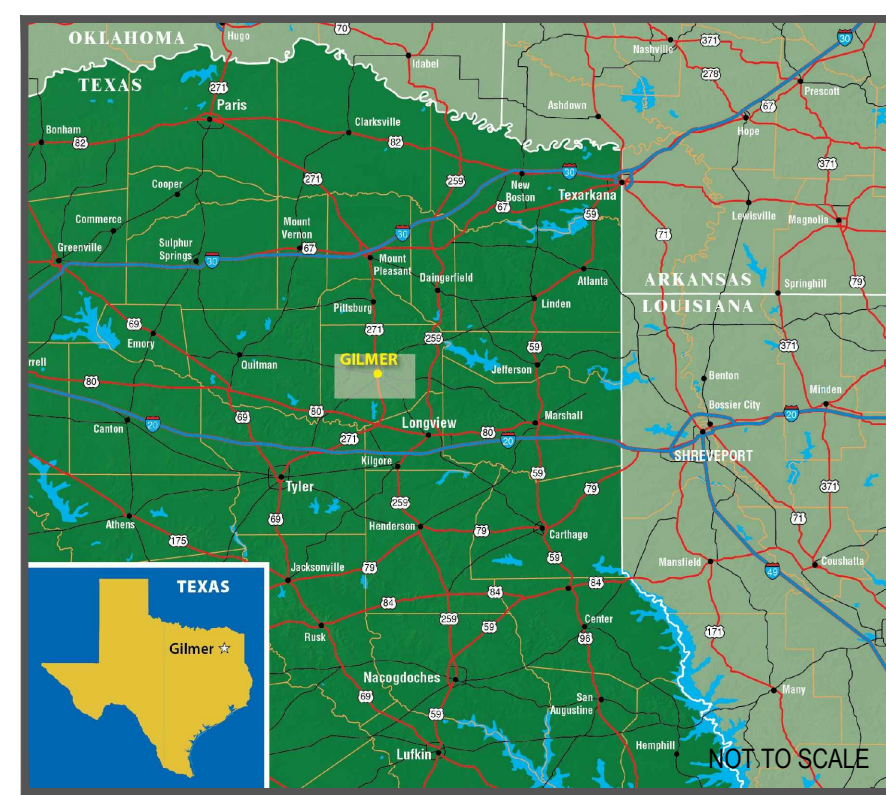 OKLAHOMA
Hugo
70
Idabel
Nashville
371
30
278
Prescott
TEXAS
271
Paris
Ashdown
67
Hope
Bonham
82
Clarksville
82
371
Cooper
271
259
New
Boston
30
Texarkana
67
59
Lewisville
Magnolia
Commerce
Mount
Vernon
30
71
Greenville
Sulphur
Springs
30
67
Mount
Pleasant
Daingerfield
Atlanta
ARKANSAS
Springhill
79
Linden
LOUISIANA
Pittsburg
69
Emory
271
259
371
rrell
Quitman
GILMER
59
Jefferson
80
Benton
Minden
69
80
Bossier City
20
Canton
20
271
Longview
80
20
Marshall
SHREVEPORT
Kilgore
59
79
371
Tyler
259
69
71
Athens
Henderson
79
Carthage
175
59
Mansfield
Coushatta
TEXAS
Jacksonville
79
84
49
84
84
Gilmer
Rusk
259
59
Center
96
171
Nacogdoches
69
San
Augustine
Many
59
Lufkin
Hemphill
NOT TO SCALE